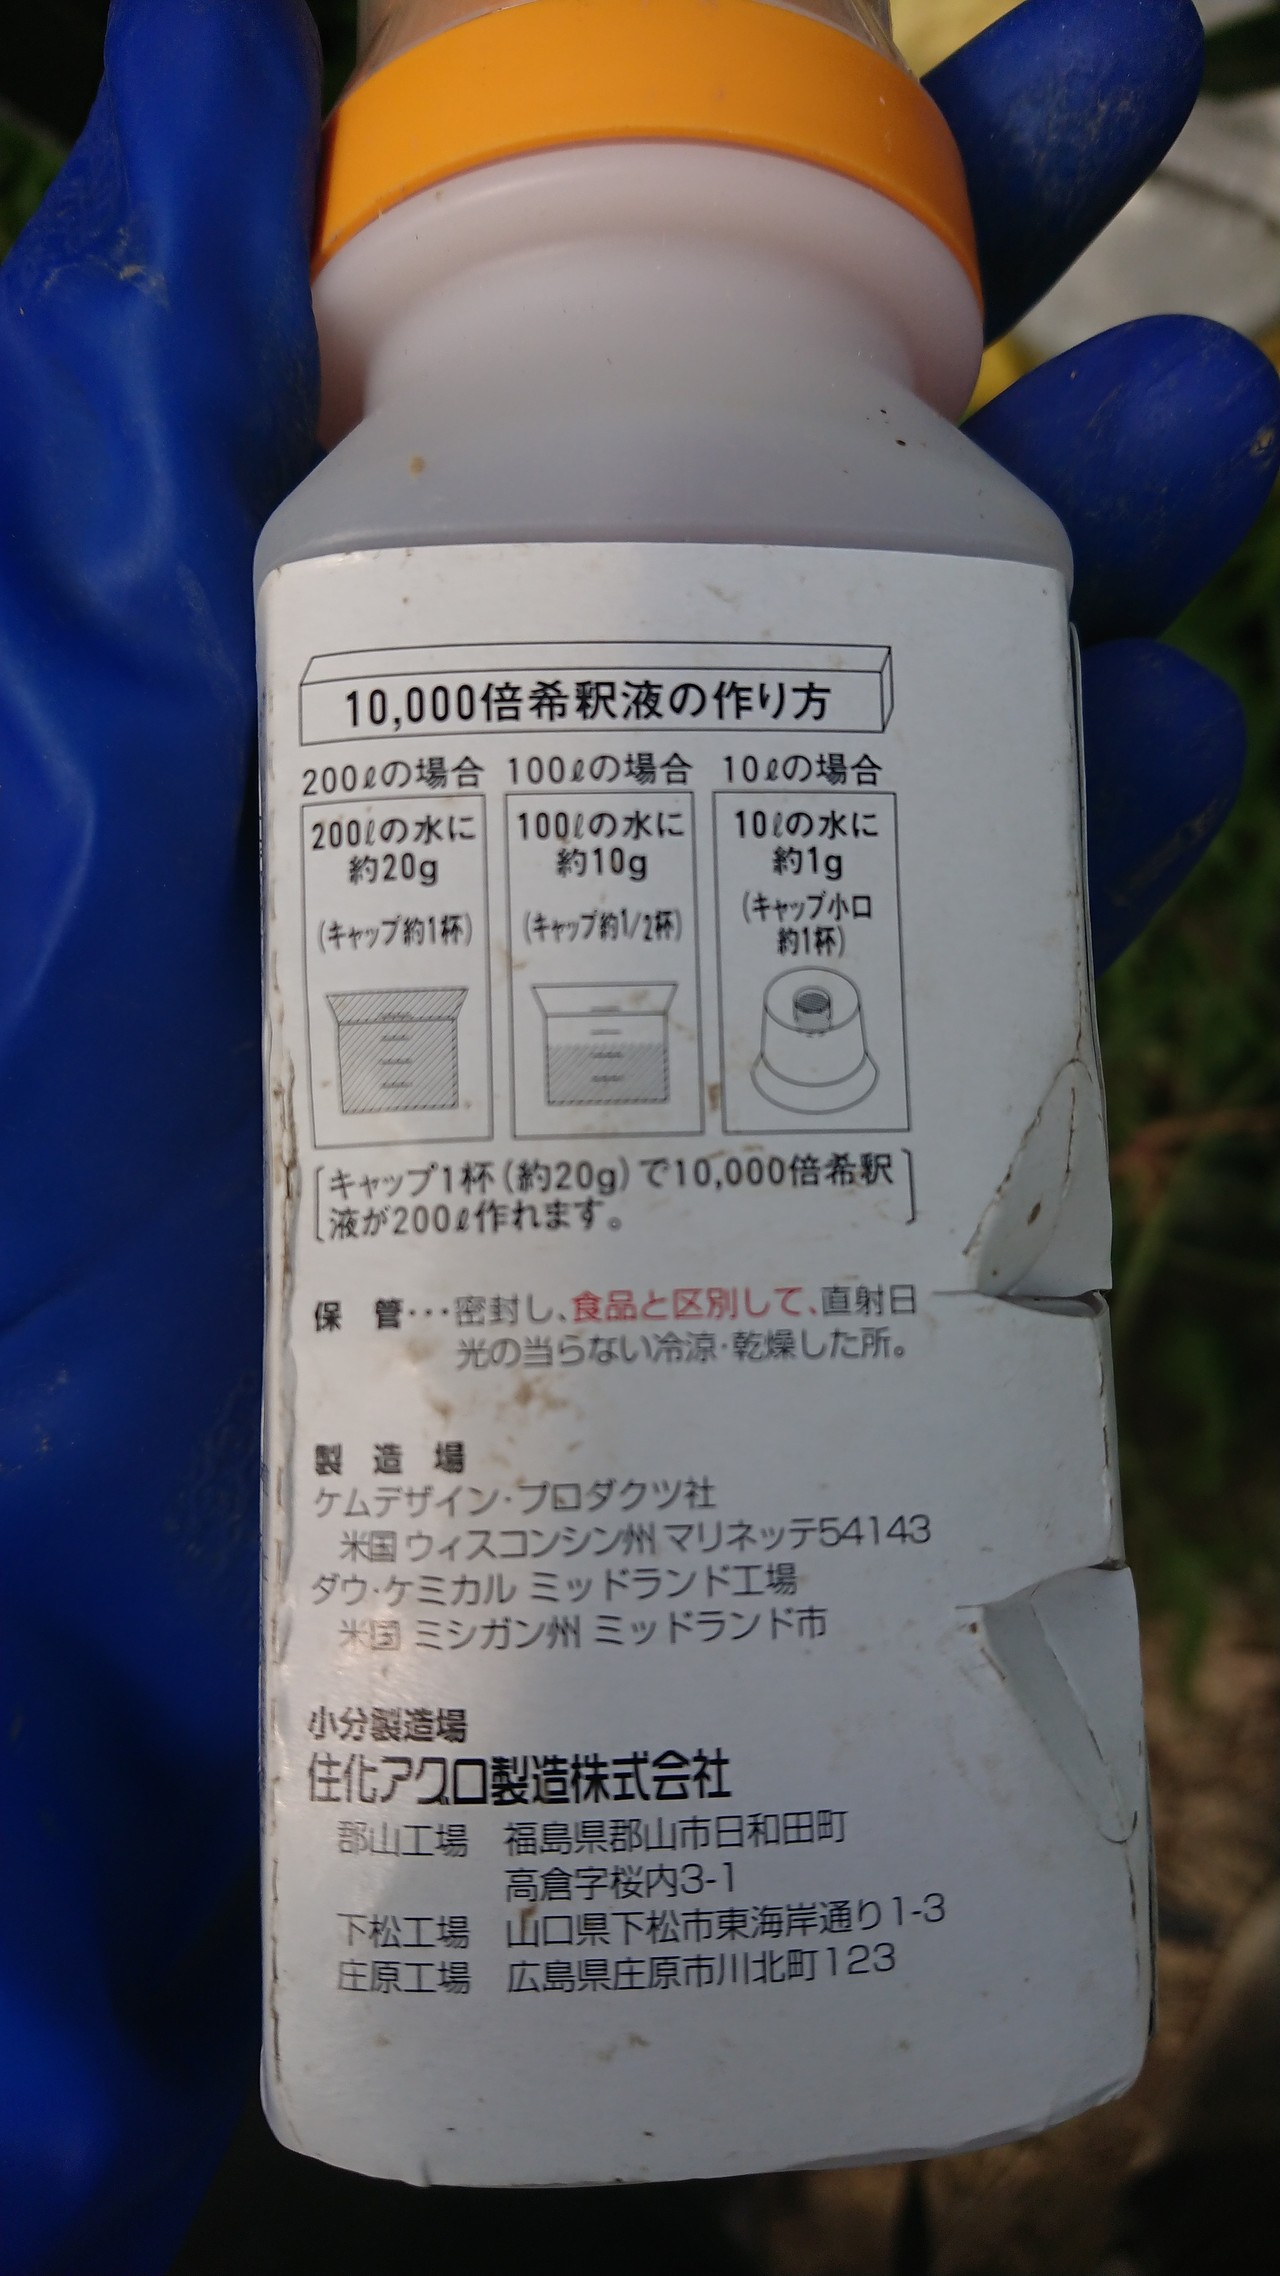 10,000倍希釈液の作り方
200ℓの場合
200ℓの水に
約20g
(キャップ約1杯)
100ℓの場合
100ℓの水に
約10g
(キャップ約1/2杯)
10ℓの場合
10ℓの水に
約1g
(キャップ小口
約1杯)
キャップ1杯(約20g)で10,000倍希釈
液が200ℓ作れます。
保 管…密封し、食品と区別して、直射日
光の当らない冷涼・乾燥した所。
製 造 場
ケムデザイン・プロダクツ社
米国 ウィスコンシン州 マリネッテ54143
ダウ・ケミカル ミッドランド工場
米国 ミシガン州 ミッドランド市
小分製造場
住化アグロ製造株式会社
郡山工場 福島県郡山市日和田町
高倉字桜内3-1
下松工場 山口県下松市東海岸通り1-3
庄原工場 広島県庄原市川北町123